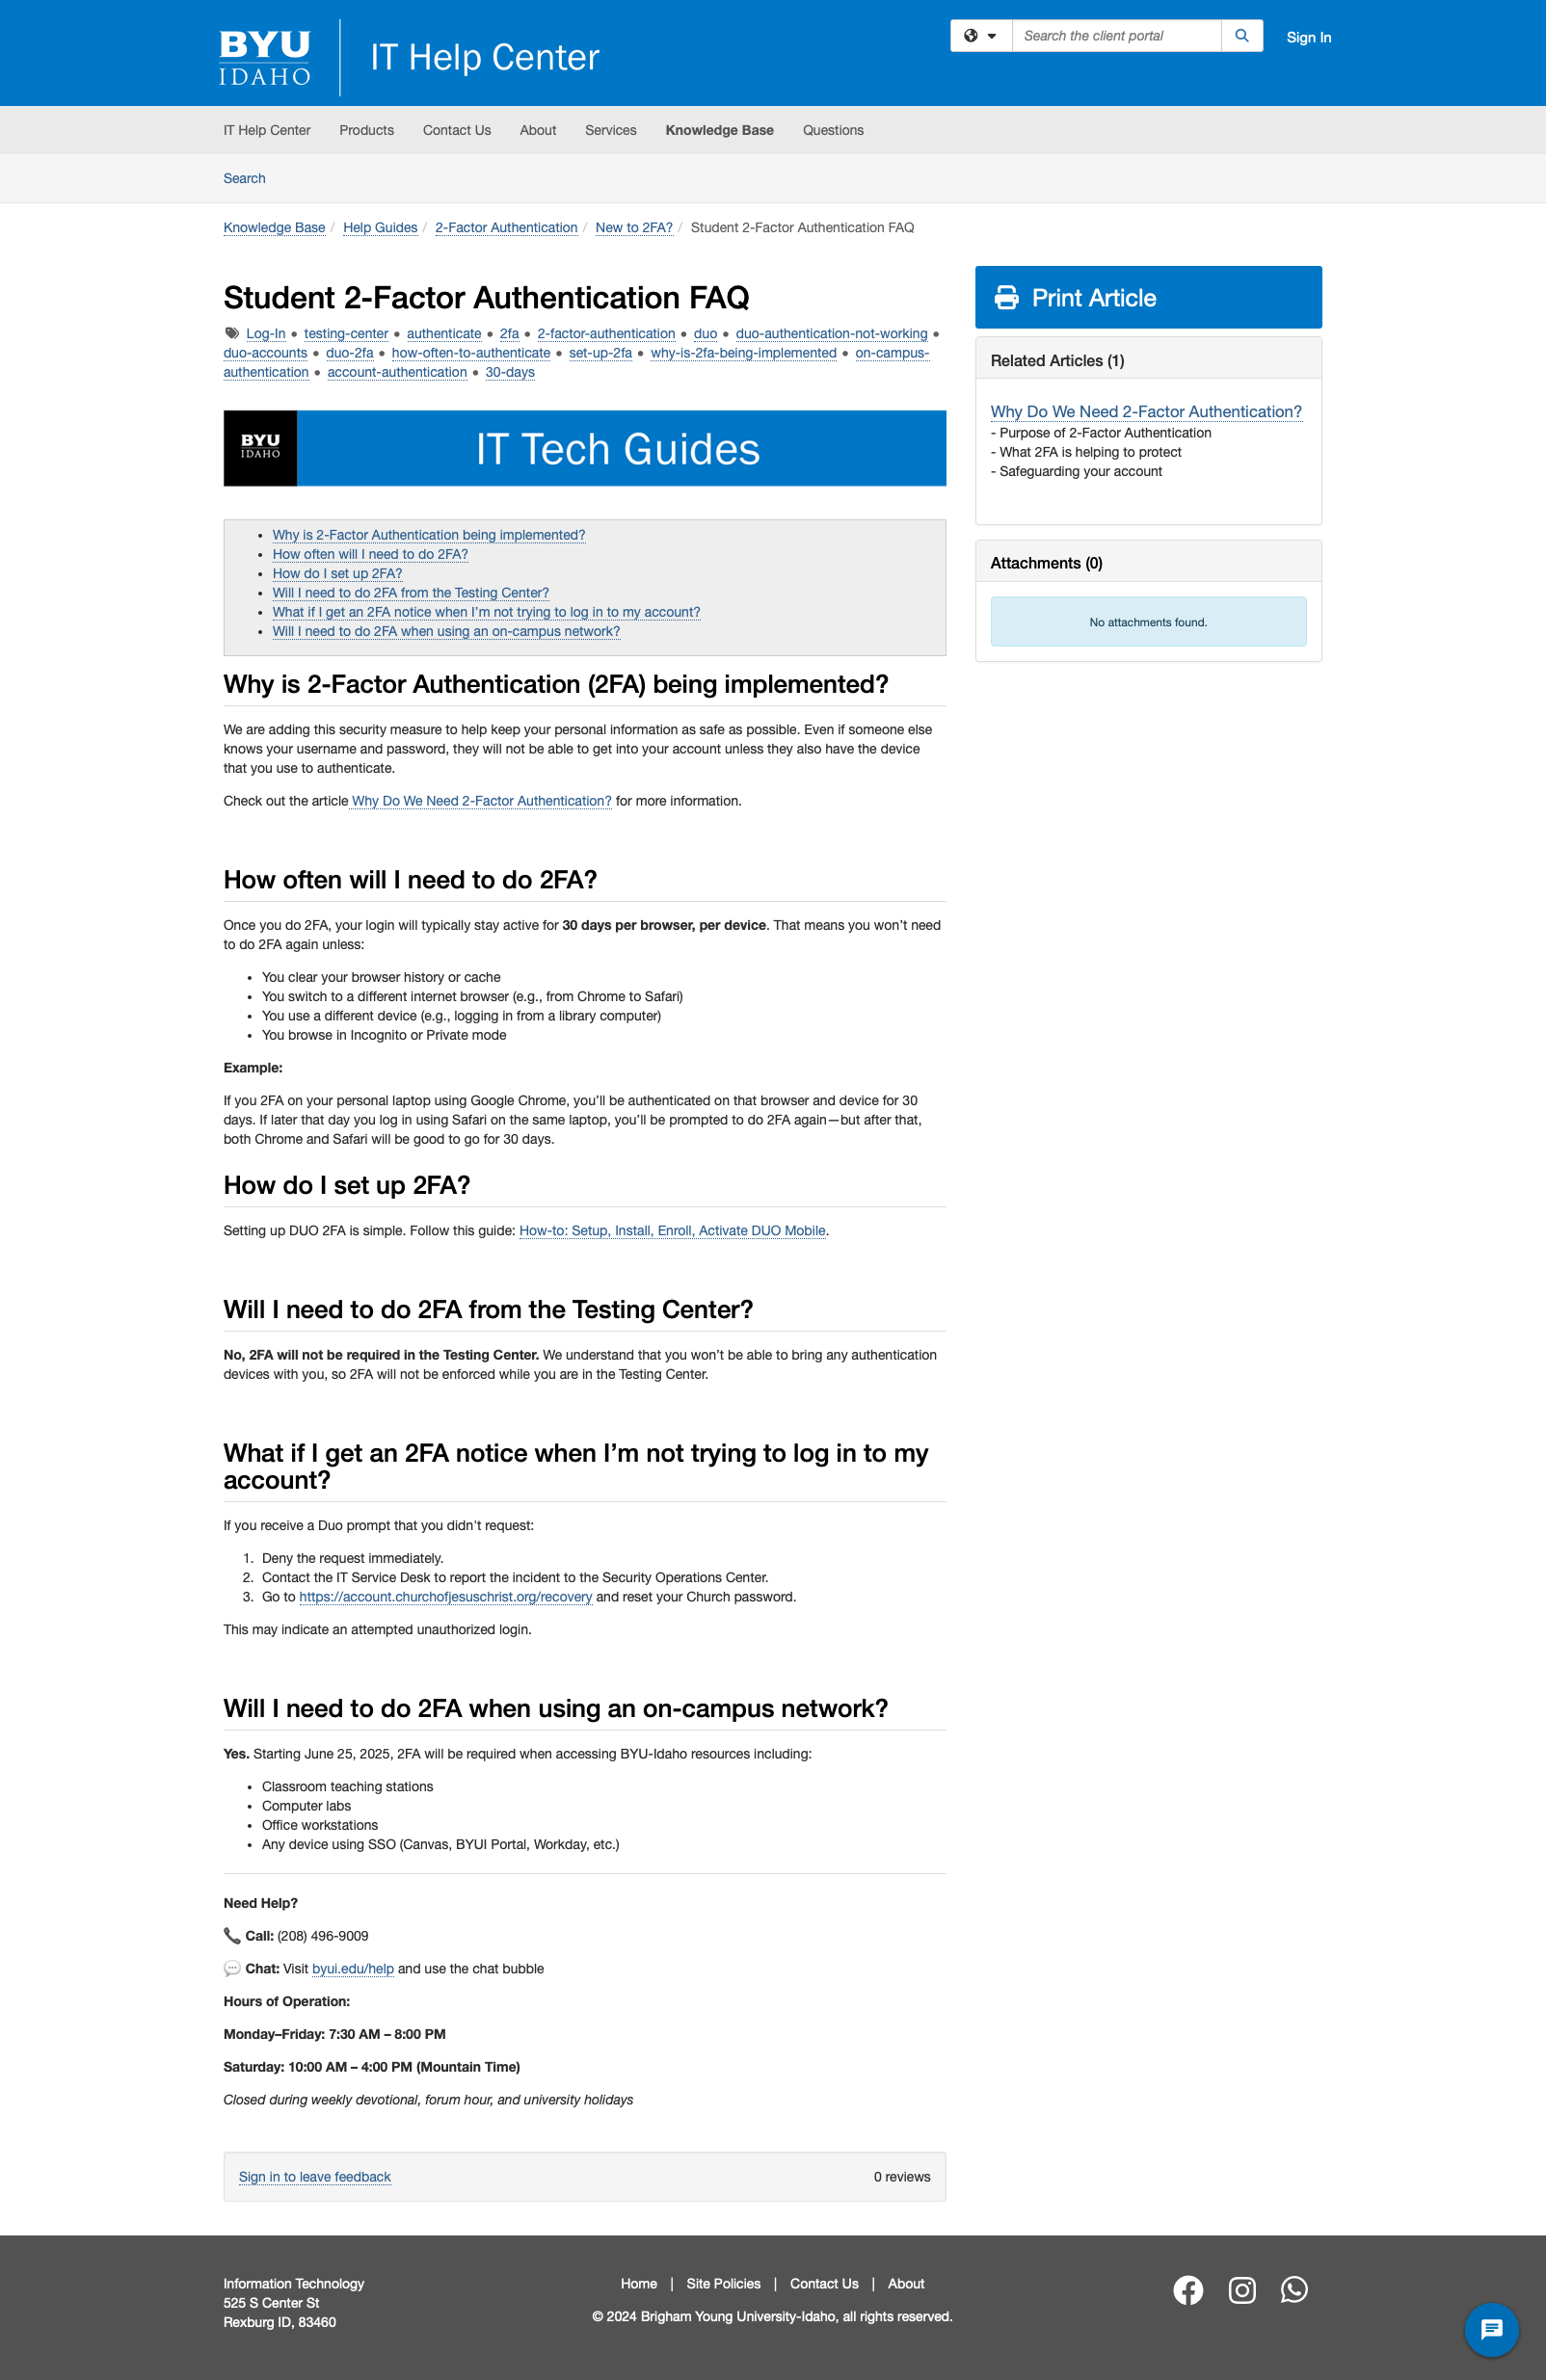 BYU
IDAHO
IT Help Center
Search the client portal
Sign In
IT Help Center
Products
Contact Us
About
Services
Knowledge Base
Questions
Search
Knowledge Base / Help Guides / 2-Factor Authentication / New to 2FA? / Student 2-Factor Authentication FAQ
Student 2-Factor Authentication FAQ
Log-In • testing-center • authenticate • 2fa • 2-factor-authentication • duo • duo-authentication-not-working •
duo-accounts • duo-2fa • how-often-to-authenticate • set-up-2fa • why-is-2fa-being-implemented • on-campus-
authentication • account-authentication • 30-days
BYU
IDAHO
IT Tech Guides
• Why is 2-Factor Authentication being implemented?
• How often will I need to do 2FA?
• How do I set up 2FA?
• Will I need to do 2FA from the Testing Center?
• What if I get an 2FA notice when I’m not trying to log in to my account?
• Will I need to do 2FA when using an on-campus network?
Why is 2-Factor Authentication (2FA) being implemented?
We are adding this security measure to help keep your personal information as safe as possible. Even if someone else
knows your username and password, they will not be able to get into your account unless they also have the device
that you use to authenticate.
Check out the article Why Do We Need 2-Factor Authentication? for more information.
How often will I need to do 2FA?
Once you do 2FA, your login will typically stay active for 30 days per browser, per device. That means you won’t need
to do 2FA again unless:
• You clear your browser history or cache
• You switch to a different internet browser (e.g., from Chrome to Safari)
• You use a different device (e.g., logging in from a library computer)
• You browse in Incognito or Private mode
Example:
If you 2FA on your personal laptop using Google Chrome, you’ll be authenticated on that browser and device for 30
days. If later that day you log in using Safari on the same laptop, you’ll be prompted to do 2FA again—but after that,
both Chrome and Safari will be good to go for 30 days.
How do I set up 2FA?
Setting up DUO 2FA is simple. Follow this guide: How-to: Setup, Install, Enroll, Activate DUO Mobile.
Will I need to do 2FA from the Testing Center?
No, 2FA will not be required in the Testing Center. We understand that you won’t be able to bring any authentication
devices with you, so 2FA will not be enforced while you are in the Testing Center.
What if I get an 2FA notice when I’m not trying to log in to my
account?
If you receive a Duo prompt that you didn't request:
1. Deny the request immediately.
2. Contact the IT Service Desk to report the incident to the Security Operations Center.
3. Go to https://account.churchofjesuschrist.org/recovery and reset your Church password.
This may indicate an attempted unauthorized login.
Will I need to do 2FA when using an on-campus network?
Yes. Starting June 25, 2025, 2FA will be required when accessing BYU-Idaho resources including:
• Classroom teaching stations
• Computer labs
• Office workstations
• Any device using SSO (Canvas, BYUI Portal, Workday, etc.)
Need Help?
Call: (208) 496-9009
Chat: Visit byui.edu/help and use the chat bubble
Hours of Operation:
Monday–Friday: 7:30 AM – 8:00 PM
Saturday: 10:00 AM – 4:00 PM (Mountain Time)
Closed during weekly devotional, forum hour, and university holidays
Sign in to leave feedback
0 reviews
Print Article
Related Articles (1)
Why Do We Need 2-Factor Authentication?
- Purpose of 2-Factor Authentication
- What 2FA is helping to protect
- Safeguarding your account
Attachments (0)
No attachments found.
Information Technology
525 S Center St
Rexburg ID, 83460
Home | Site Policies | Contact Us | About
© 2024 Brigham Young University-Idaho, all rights reserved.